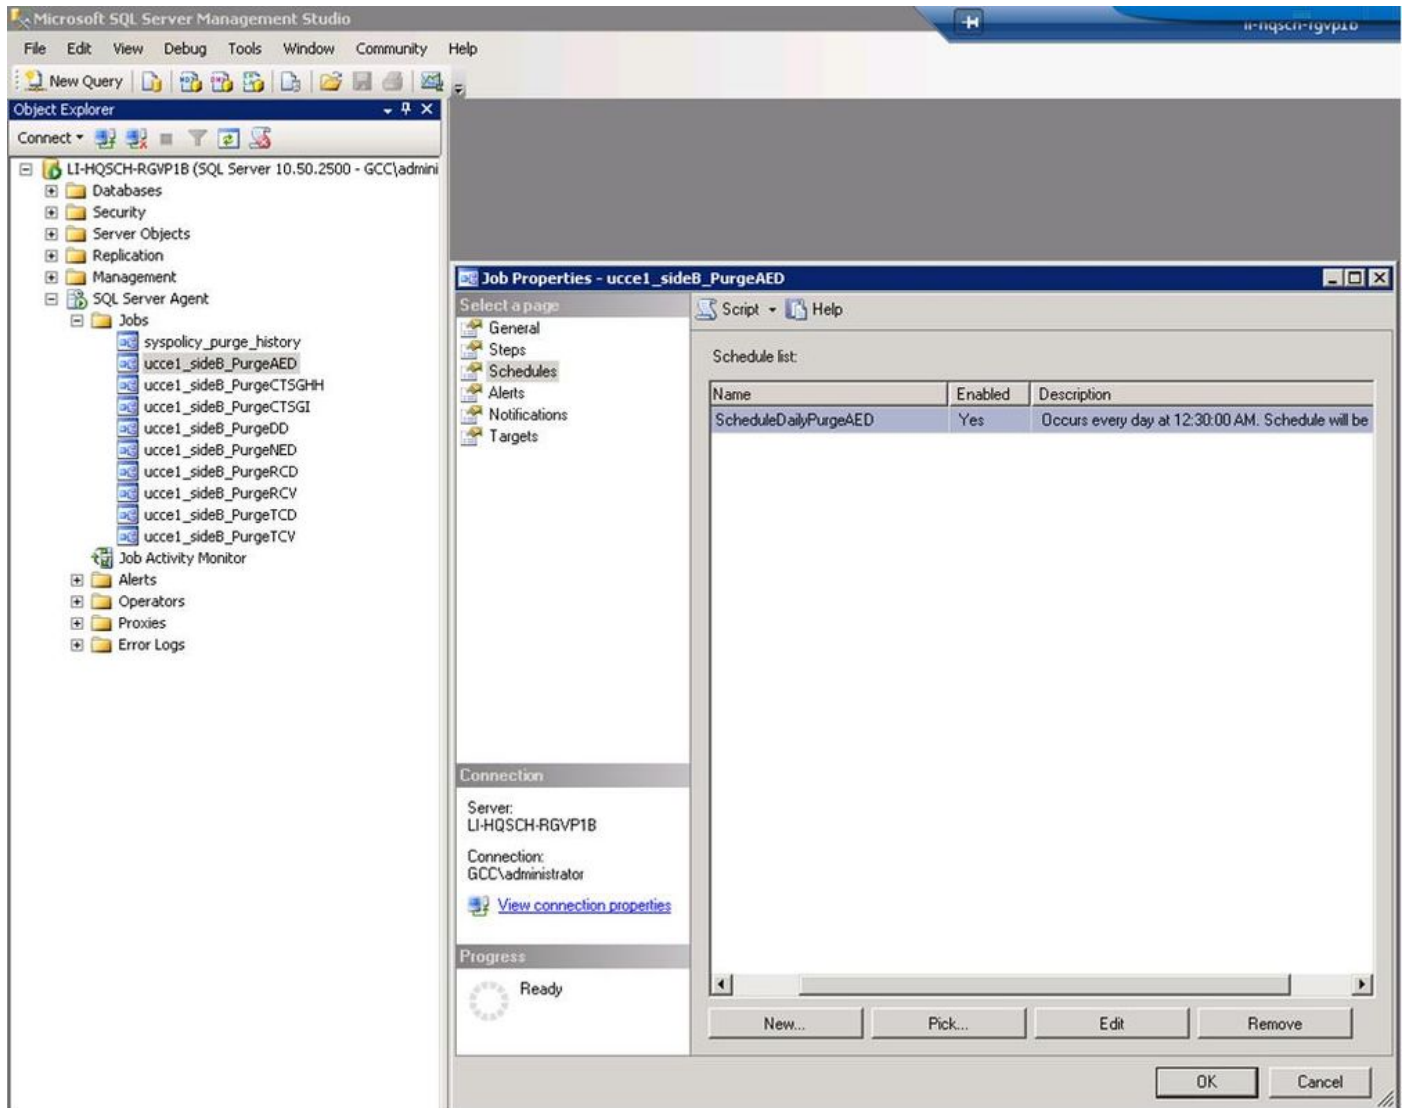 Microsoft SQL Server Management Studio
li-hqsch-rgvp1b
File Edit View Debug Tools Window Community Help
New Query
Object Explorer
Connect
LI-HQSCH-RGVP1B (SQL Server 10.50.2500 - GCC\admini
Databases
Security
Server Objects
Replication
Management
SQL Server Agent
Jobs
syspolicy_purge_history
ucce1_sideB_PurgeAED
ucce1_sideB_PurgeCTSGHH
ucce1_sideB_PurgeCTSGI
ucce1_sideB_PurgeDD
ucce1_sideB_PurgeNED
ucce1_sideB_PurgeRCD
ucce1_sideB_PurgeRCV
ucce1_sideB_PurgeTCD
ucce1_sideB_PurgeTCV
Job Activity Monitor
Alerts
Operators
Proxies
Error Logs
Job Properties - ucce1_sideB_PurgeAED
Select a page
General
Steps
Schedules
Alerts
Notifications
Targets
Script Help
Schedule list:
Name Enabled Description
ScheduleDailyPurgeAED Yes Occurs every day at 12:30:00 AM. Schedule will be
Connection
Server:
LI-HQSCH-RGVP1B
Connection:
GCC\administrator
View connection properties
Progress
Ready
New... Pick... Edit Remove
OK Cancel